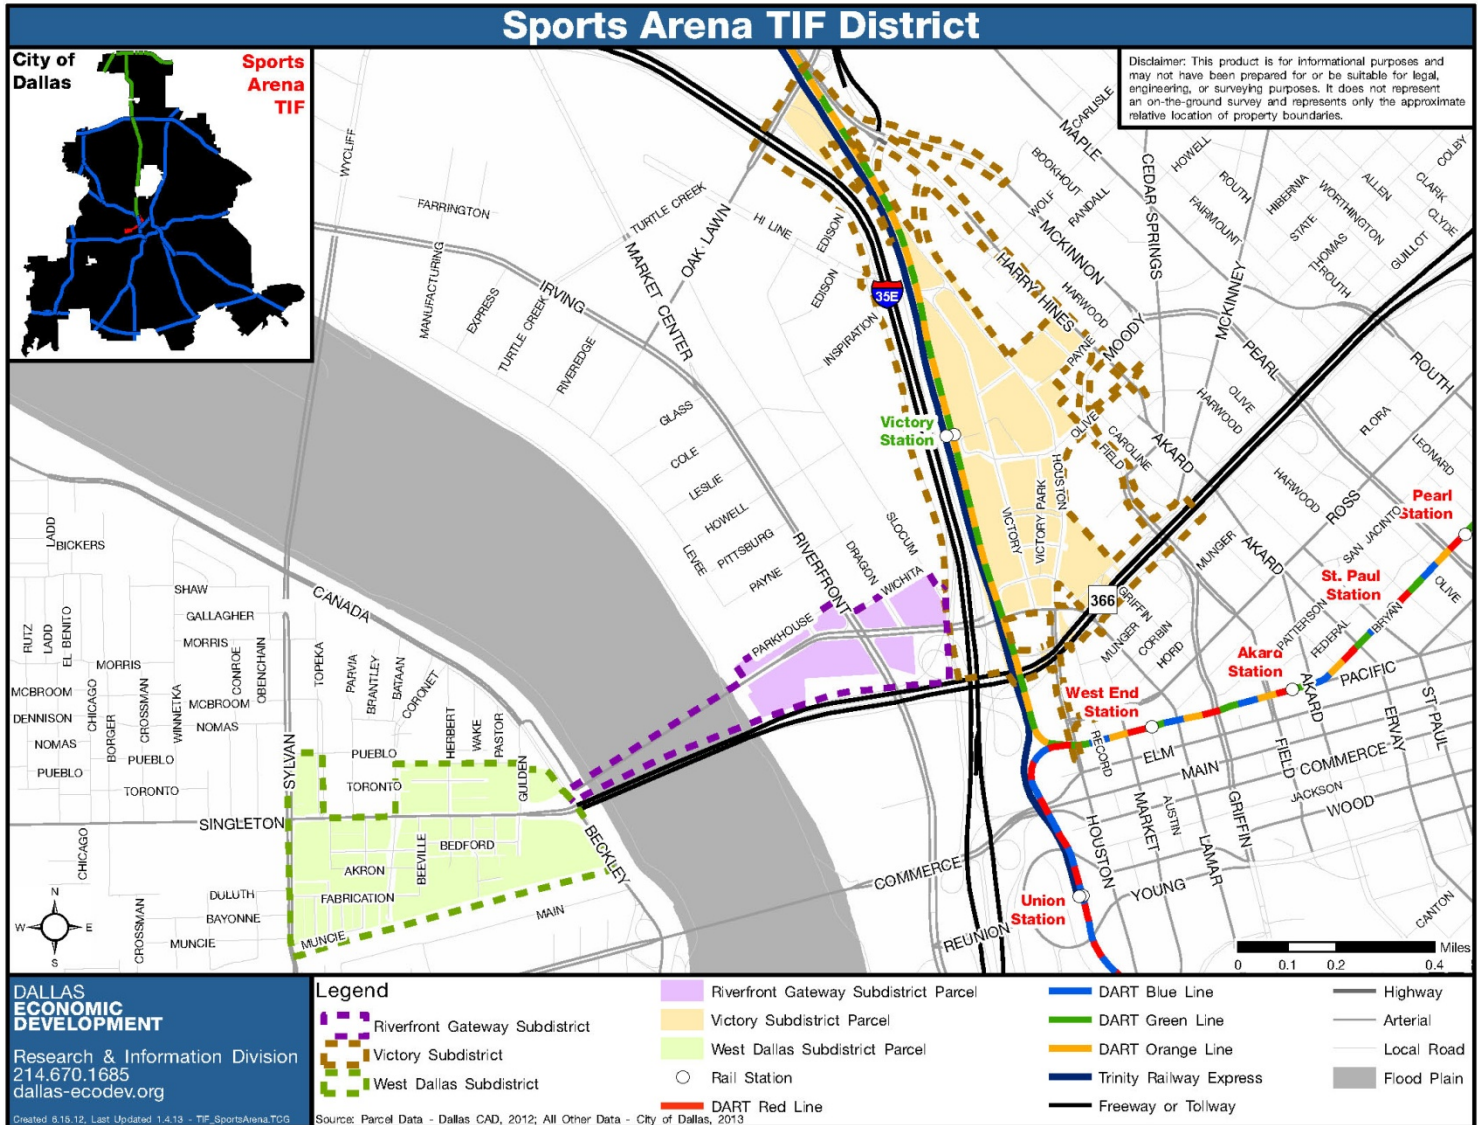 Sports Arena TIF District
City of
Dallas
Sports
Arena
TIF
Disclaimer: This product is for informational purposes and
may not have been prepared for or be suitable for legal,
engineering, or surveying purposes. It does not represent
an on-the-ground survey and represents only the approximate
relative location of property boundaries.
WYCLIFF
FARRINGTON
MANUFACTURING
EXPRESS
TURTLE CREEK
IRVING
RIVEREDGE
MARKET CENTER
TURTLE CREEK
OAK LAWN
HI LINE
EDISON
EDISON
INSPIRATION
35E
CARLISLE
MAPLE
BOOKHOUT
WOLF
RANDALL
MCKINNON
CEDAR SPRINGS
HOWELL
ROUTH
FAIRMOUNT
HIBERNIA
STATE
THOMAS
WORTHINGTON
ALLEN
COLBY
CLARK
CLYDE
GUILLOT
ROUTH
HARRY HINES
HARWOOD
MOODY
PAYNE
MCKINNEY
PEARL
ROUTH
OLIVE
HARWOOD
FLORA
LEONARD
OLIVE
CAROLINE
FIELD
AKARD
HARWOOD
ROSS
SAN JACINTO
Pearl
Station
Victory
Station
HOUSTON
VICTORY PARK
VICTORY
GLASS
COLE
LESLIE
HOWELL
PITTSBURG
PAYNE
LEVEE
RIVERFRONT
DRAGON
SLOCUM
WICHITA
PARKHOUSE
366
MUNGER
AKARD
GRIFFIN
CORBIN
HORD
MUNGER
PATTERSON
FEDERAL
BRYAN
OLIVE
St. Paul
Station
Akard
Station
West End
Station
PACIFIC
AKARD
ERVAY
ST. PAUL
RECORD
ELM
MAIN
FIELD
COMMERCE
JACKSON
WOOD
HOUSTON
MARKET
AUSTIN
LAMAR
GRIFFIN
YOUNG
CANTON
COMMERCE
REUNION
Union
Station
LADD
BICKERS
SHAW
GALLAGHER
MORRIS
CANADA
RUTZ
LADD
EL BENITO
MORRIS
CONROE
OBENCHAIN
TOPEKA
PARVIA
BRANTLEY
BATAAN
CORONET
MCBROOM
CHICAGO
BORGER
CROSSMAN
WINNETKA
MCBROOM
DENNISON
NOMAS
NOMAS
PUEBLO
PUEBLO
TORONTO
SYLVAN
PUEBLO
TORONTO
HERBERT
WAKE
PASTOR
GULDEN
SINGLETON
CHICAGO
BECKLEY
BEDFORD
BEEVILLE
AKRON
FABRICATION
DULUTH
BAYONNE
MUNCIE
CROSSMAN
MUNCIE
MAIN
N
W
E
S
Miles
0 0.1 0.2 0.4
DALLAS
ECONOMIC
DEVELOPMENT
Research & Information Division
214.670.1685
dallas-ecodev.org
Created 6.15.12, Last Updated 1.4.13 - TIF_SportsArena.TCG
Legend
Riverfront Gateway Subdistrict
Victory Subdistrict
West Dallas Subdistrict
Riverfront Gateway Subdistrict Parcel
Victory Subdistrict Parcel
West Dallas Subdistrict Parcel
Rail Station
DART Red Line
DART Blue Line
DART Green Line
DART Orange Line
Trinity Railway Express
Freeway or Tollway
Highway
Arterial
Local Road
Flood Plain
Source: Parcel Data - Dallas CAD, 2012; All Other Data - City of Dallas, 2013